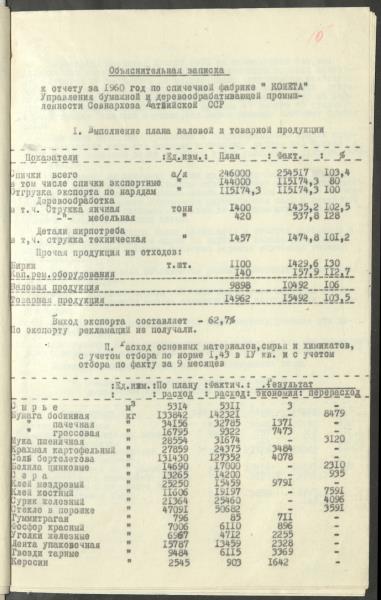 Объяснительная записка
к отчету за 1960 год по спичечной фабрике " КОМЕТА"
Управления бумажной и деревообрабатывающей промыш-
ленности Совнархоза Латвийской ССР
I. Выполнение плана валовой и товарной продукции
Показатели :Ед.изм.: План : Факт. : %
Спички всего а/я 246000 254517 103,4
в том числе спички экспортные " 144000 115174,3 80
Отгрузка экспорта по нарядам " 115174,3 115174,3 100
Деревообработка
в т.ч. Стружка яичная тонн 1400 1435,2 102,5
-"- мебельная " 420 537,8 128
Детали ширпотреба
в т.ч. стружка техническая " 1457 1474,8 101,2
Прочая продукция из отходов:
Бирки т.шт. 1100 1429,6 130
Кап.рем.оборудования 140 157,9 112,7
Валовая продукция 9898 10492 106
Товарная продукция 14962 15492 103,5
Выход экспорта составляет - 62,7%
По экспорту рекламаций не получали.
П. Расход основных материалов,сырья и химикатов,
с учетом отбора по норме 1,43 в IУ кв. и с учетом
отбора по факту за 9 месяцев
:Ед.изм.: По плану :Фактич.: Результат
: расход : расход: экономия: перерасход
С ы р ь е м3 5314 5311 3
Бумага бобинная кг 133842 142321 - 8479
" пачечная " 34156 32785 1371
" грессовая " 16795 9322 7473
Мука пшеничная " 28554 31674 - 3120
Крахмал картофельный " 27859 24375 3484
Соль бертолетова " 131430 127352 4078
Белила цинковые " 14690 17000 - 2310
С е р а " 13265 14200 - 935
Клей мездровый " 25250 15459 9791
Клей костный " 11606 19197 - 7591
Сурик железный " 21364 25460 - 4096
Стекло в порошке " 47091 50682 - 3591
Гуммитраган " 796 85 711
Фосфор красный " 7006 6110 896
Уголки железные " 6967 4712 2255
Лента упаковочная " 15787 13459 2328
Гвозди тарные " 9484 6115 3369
Керосин " 2545 903 1642 -